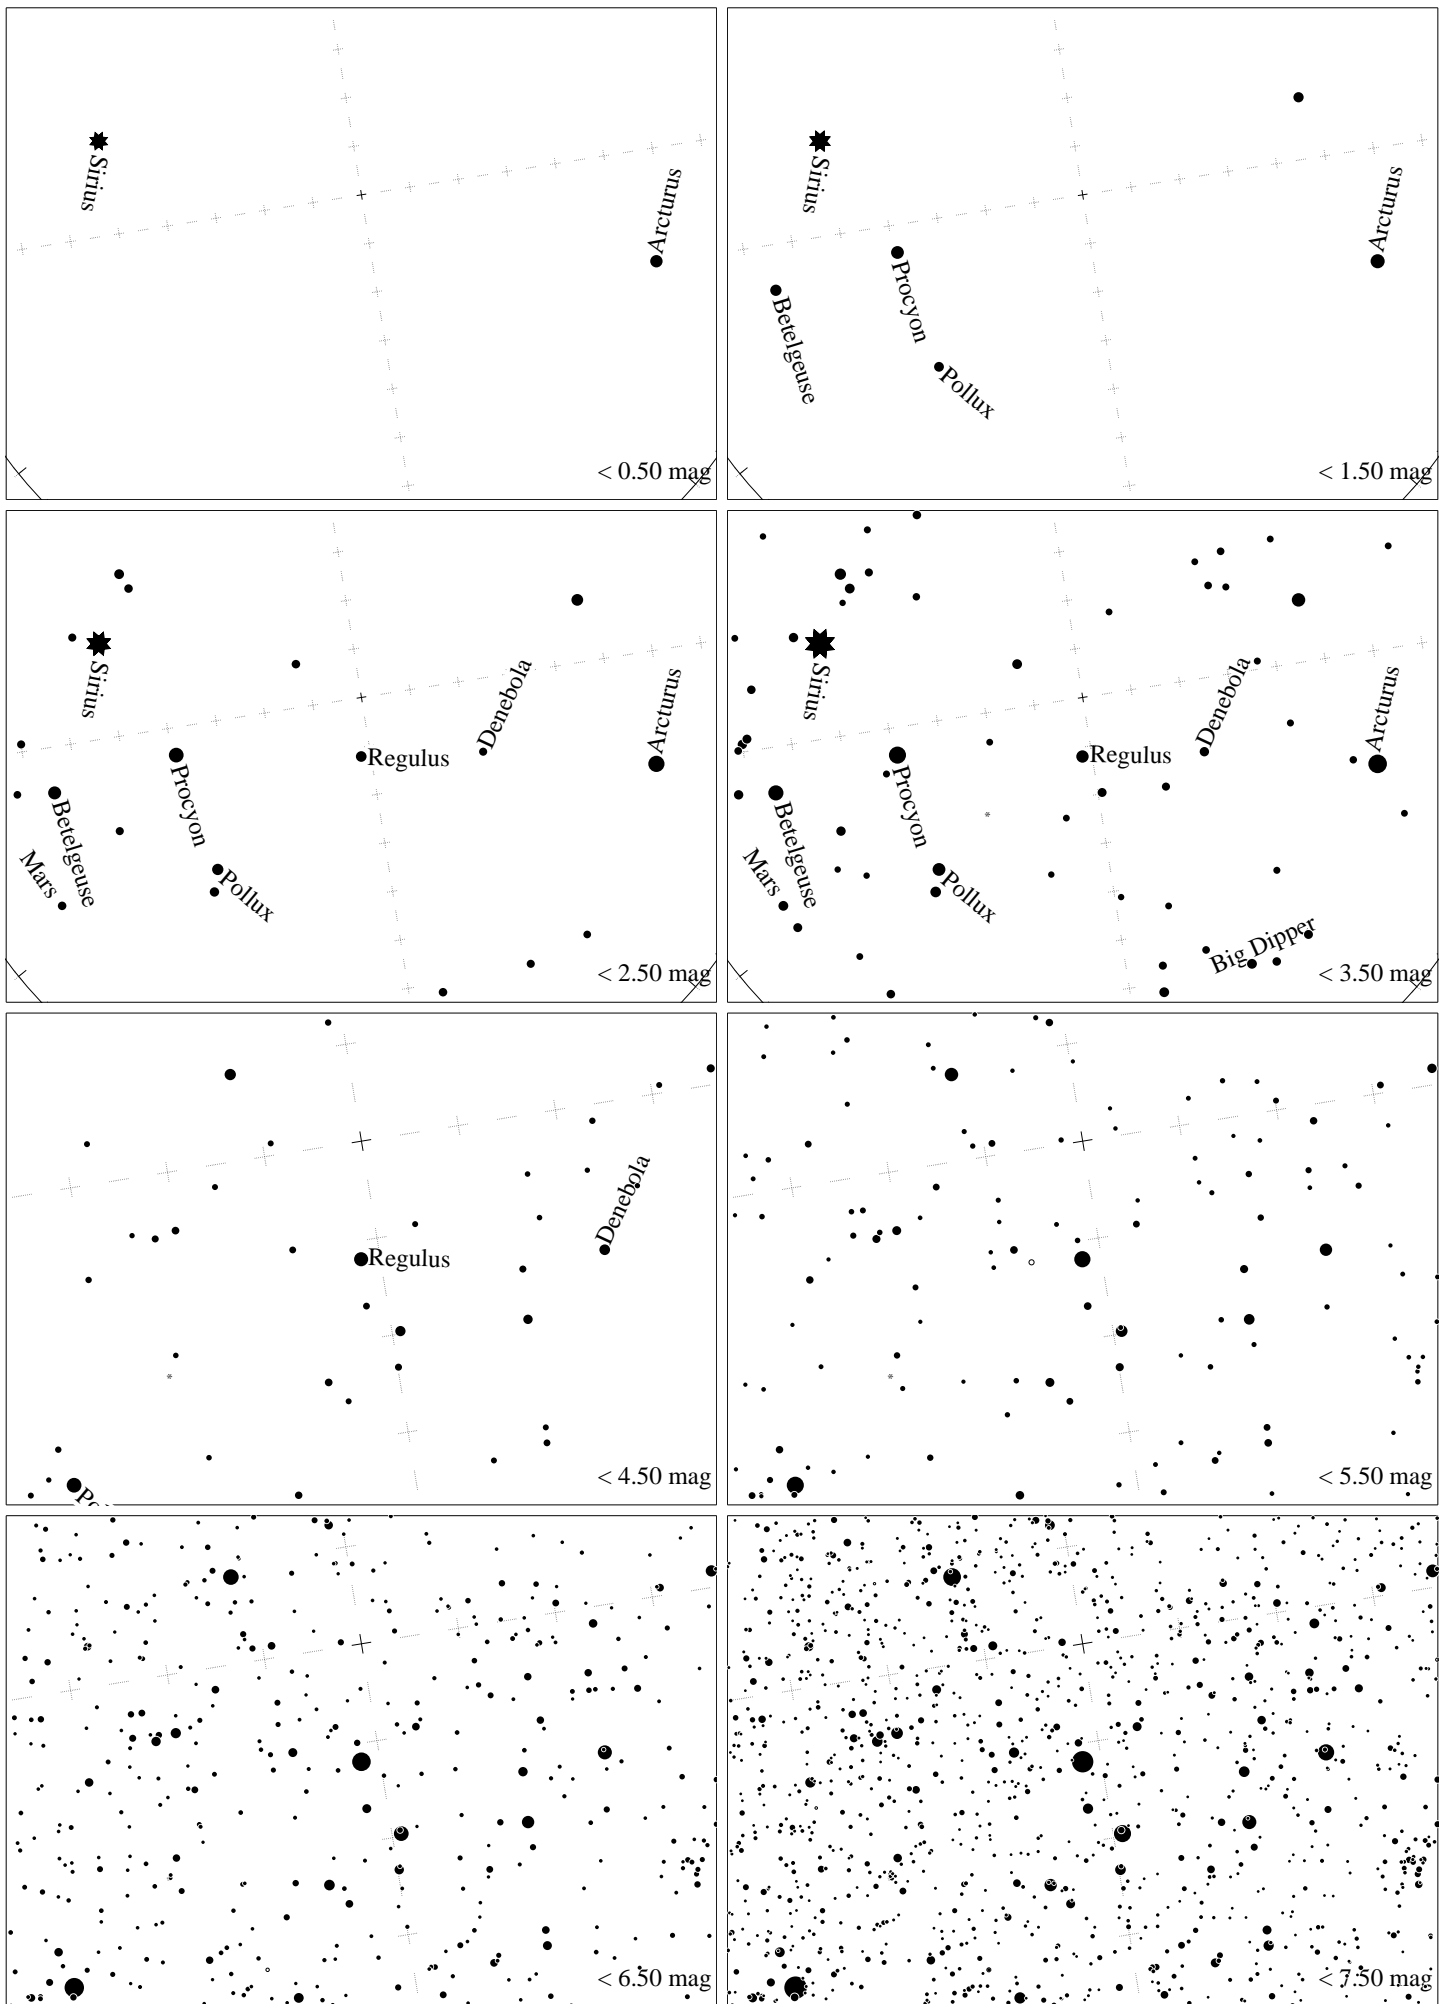 Sirius
Arcturus
< 0.50 mag
Sirius
Arcturus
Procyon
Betelgeuse
Pollux
< 1.50 mag
Sirius
Denebola
Arcturus
Regulus
Procyon
Betelgeuse
Mars
Pollux
< 2.50 mag
Sirius
Denebola
Arcturus
Regulus
Procyon
Betelgeuse
Mars
Pollux
Big Dipper
< 3.50 mag
Denebola
Regulus
< 4.50 mag
< 5.50 mag
< 6.50 mag
< 7.50 mag